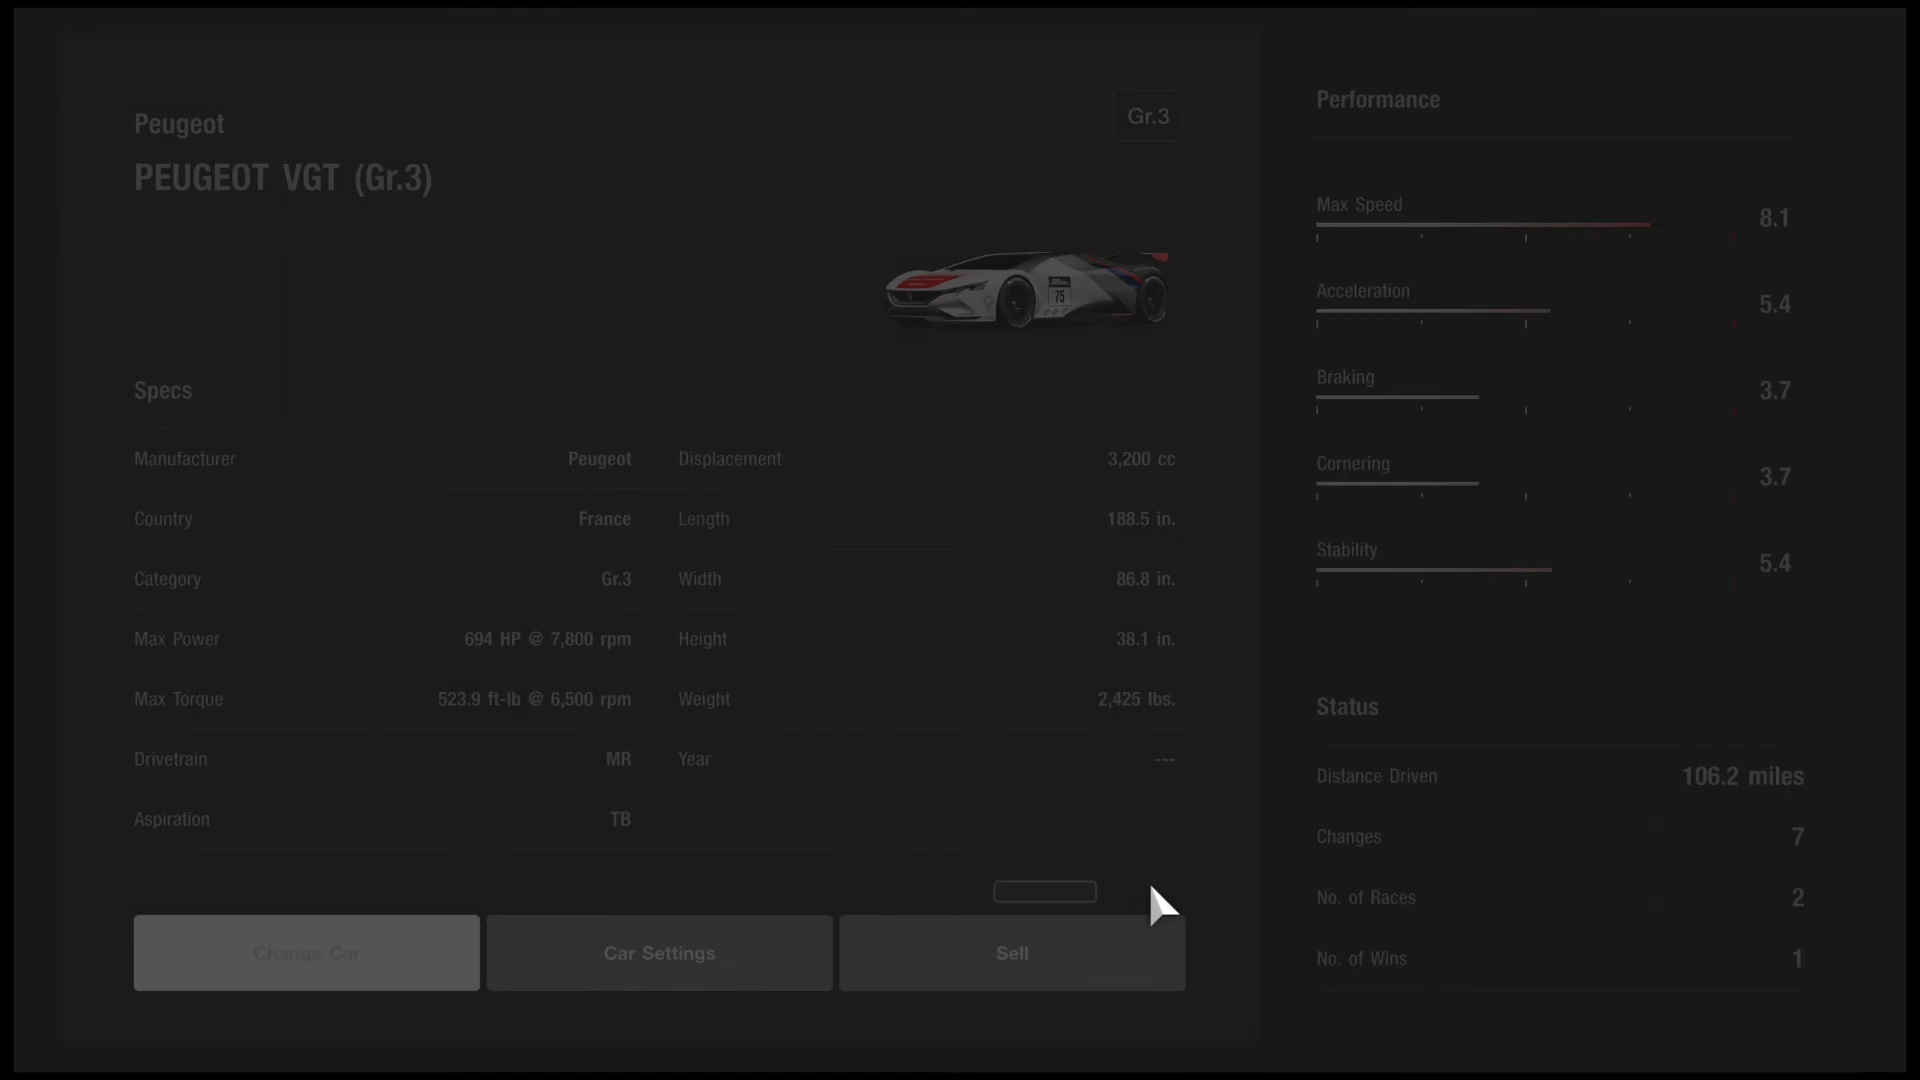 Peugeot
Gr.3
PEUGEOT VGT (Gr.3)
75
Specs
Manufacturer Peugeot
Displacement 3,200 cc
Country France
Length 188.5 in.
Category Gr.3
Width 86.8 in.
Max Power 694 HP @ 7,800 rpm
Height 38.1 in.
Max Torque 523.9 ft-lb @ 6,500 rpm
Weight 2,425 lbs.
Drivetrain MR
Year ---
Aspiration TB
Change Car
Car Settings
Sell
Performance
Max Speed 8.1
Acceleration 5.4
Braking 3.7
Cornering 3.7
Stability 5.4
Status
Distance Driven 106.2 miles
Changes 7
No. of Races 2
No. of Wins 1